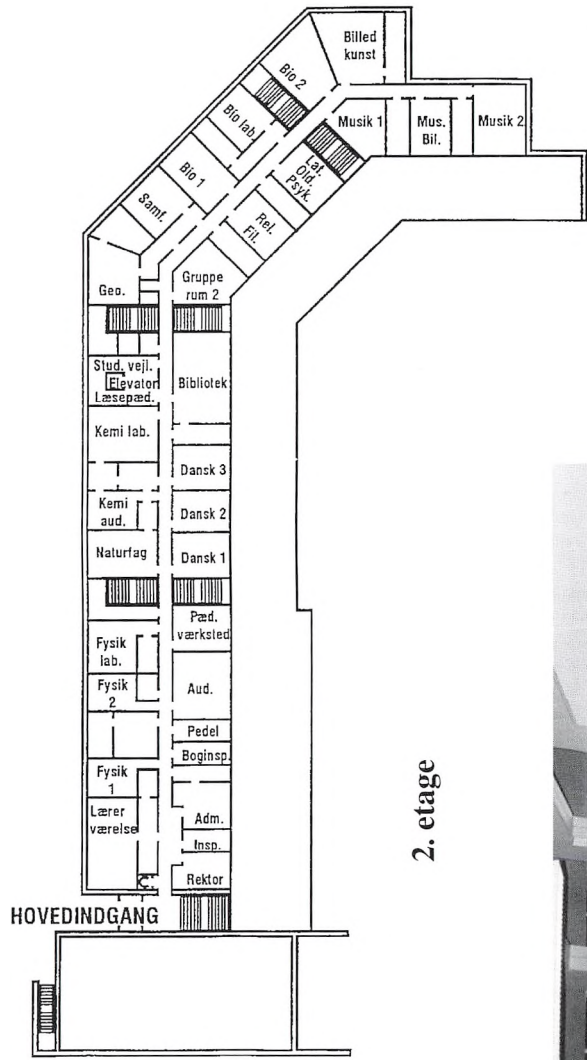 Billed
kunst
Bio 2
Bio lab.
Musik 1
Mus.
Bil.
Musik 2
Bio 1
Lat.
Old.
Psyk.
Samf.
Rel.
Fil.
Geo.
Gruppe
rum 2
Stud. vejl.
Elevator
Læsepæd.
Bibliotek
Kemi lab.
Dansk 3
Kemi
aud.
Dansk 2
Naturfag
Dansk 1
Pæd.
værksted
Fysik
lab.
Fysik
2
Aud.
Pedel
Boginsp.
Fysik
1
Lærer
værelse
Adm.
Insp.
Rektor
HOVEDINDGANG
2. etage